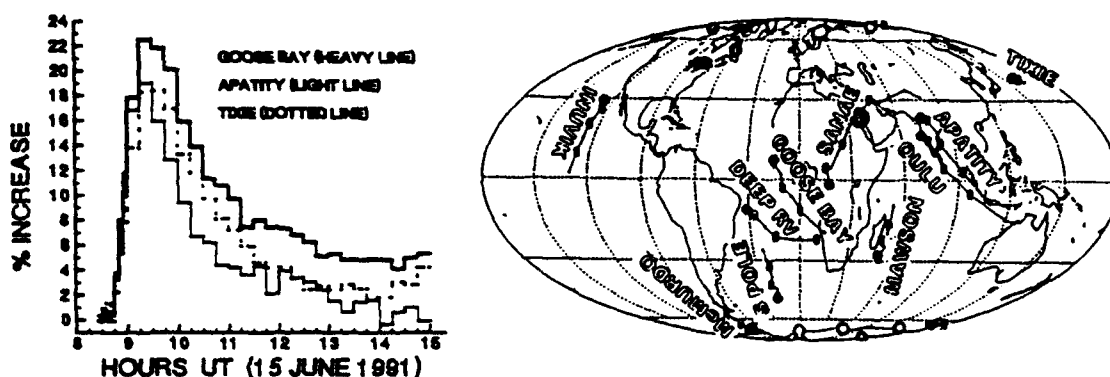 24
22
20
18
16
14
12
10
8
6
4
2
0
% INCREASE
GOOSE BAY (HEAVY LINE)
APATITY (LIGHT LINE)
TIXIE (DOTTED LINE)
8 9 10 11 12 13 14 15
HOURS UT (15 JUNE 1991)
TIXIE
INUVIK
SANAE
APATITY
GOOSE BAY
OULU
DEEP RV
MAWSON
S POLE
MCMURDO